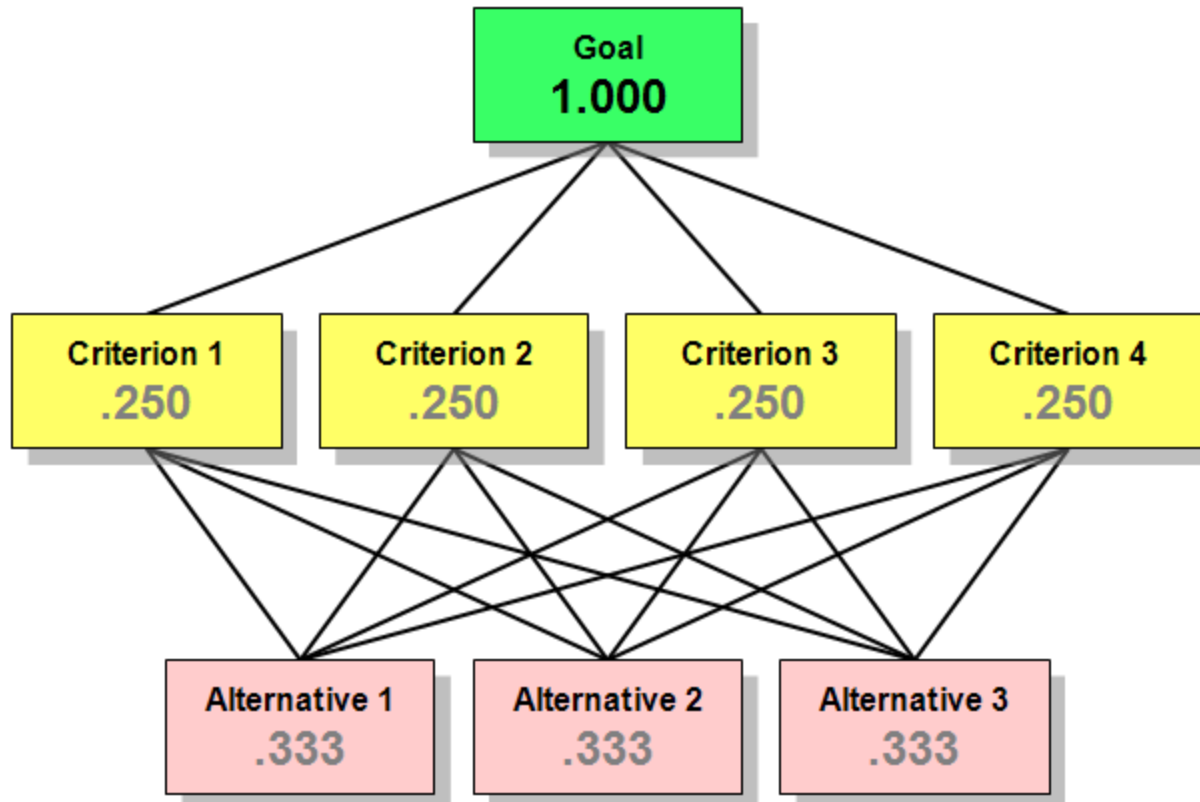 Goal
1.000
Criterion 1
.250
Criterion 2
.250
Criterion 3
.250
Criterion 4
.250
Alternative 1
.333
Alternative 2
.333
Alternative 3
.333